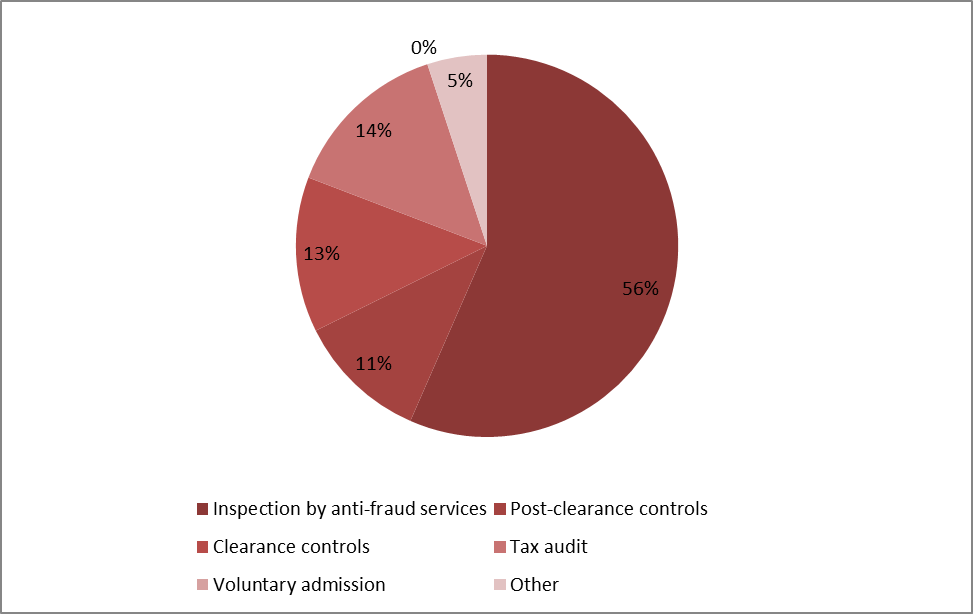 0%
5%
14%
13%
56%
11%
Inspection by anti-fraud services
Post-clearance controls
Clearance controls
Tax audit
Voluntary admission
Other